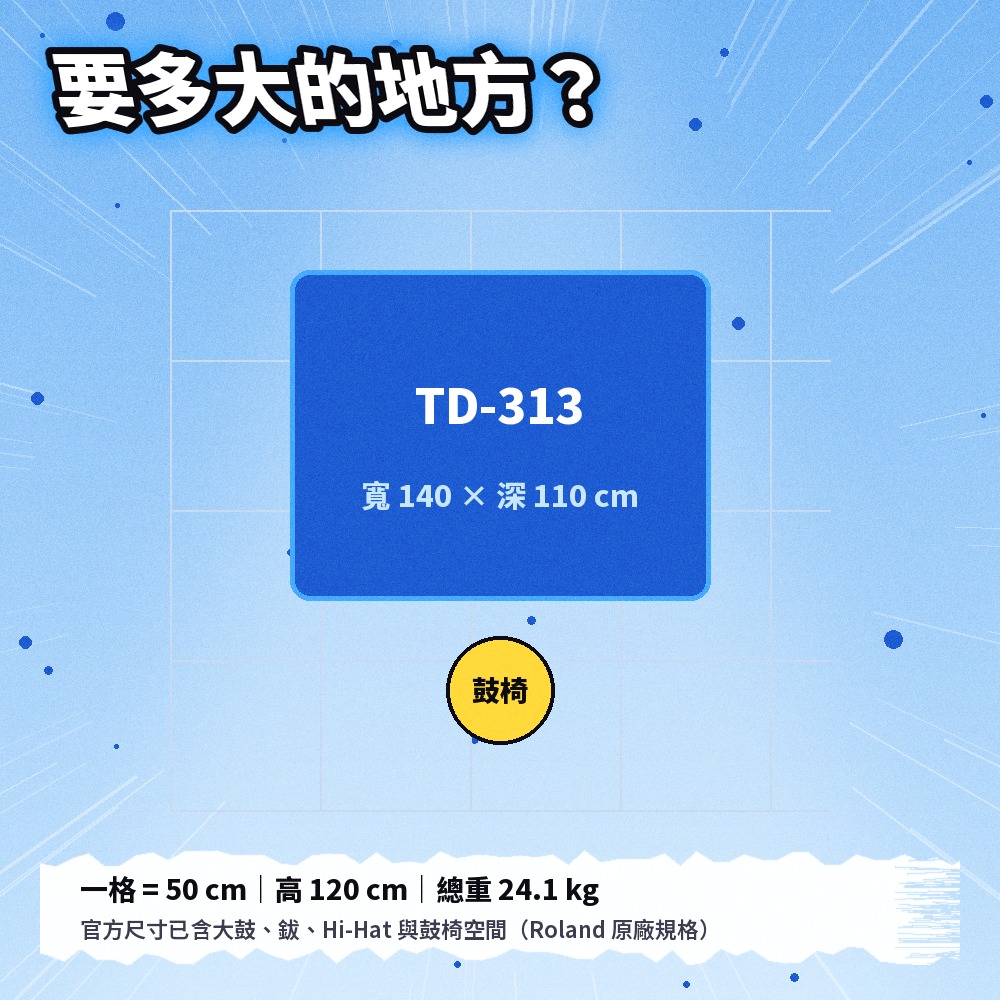 要多大的地方？
TD-313
寬 140 × 深 110 cm
鼓椅
一格 = 50 cm｜高 120 cm｜總重 24.1 kg
官方尺寸已含大鼓、鈸、Hi-Hat 與鼓椅空間（Roland 原廠規格）